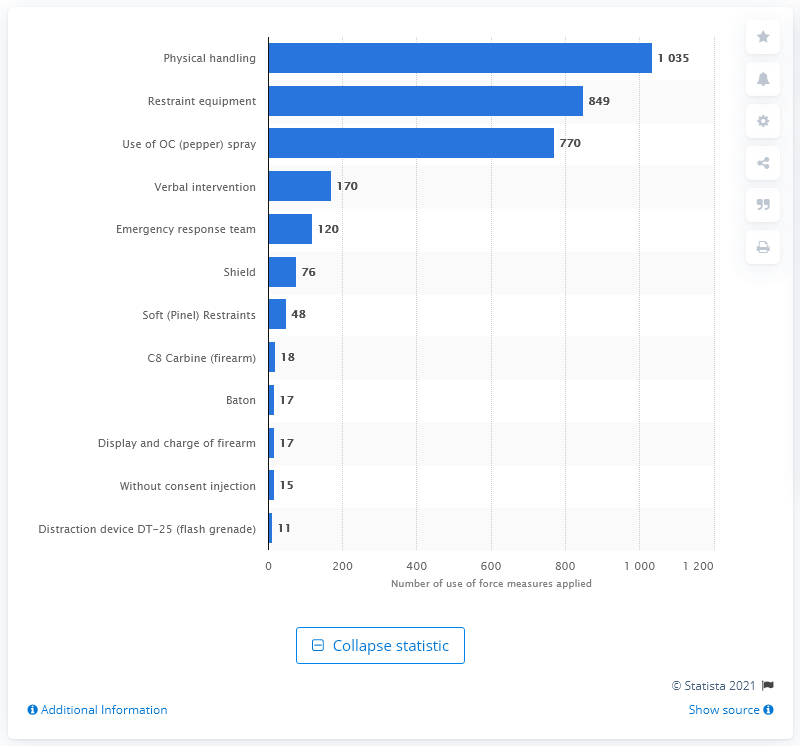 Physical handling 1 035
Restraint equipment 849
Use of OC (pepper) spray 770
Verbal intervention 170
Emergency response team 120
Shield 76
Soft (Pinel) Restraints 48
C8 Carbine (firearm) 18
Baton 17
Display and charge of firearm 17
Without consent injection 15
Distraction device DT-25 (flash grenade) 11
0 200 400 600 800 1 000 1 200
Number of use of force measures applied
Collapse statistic
© Statista 2021
Additional Information Show source